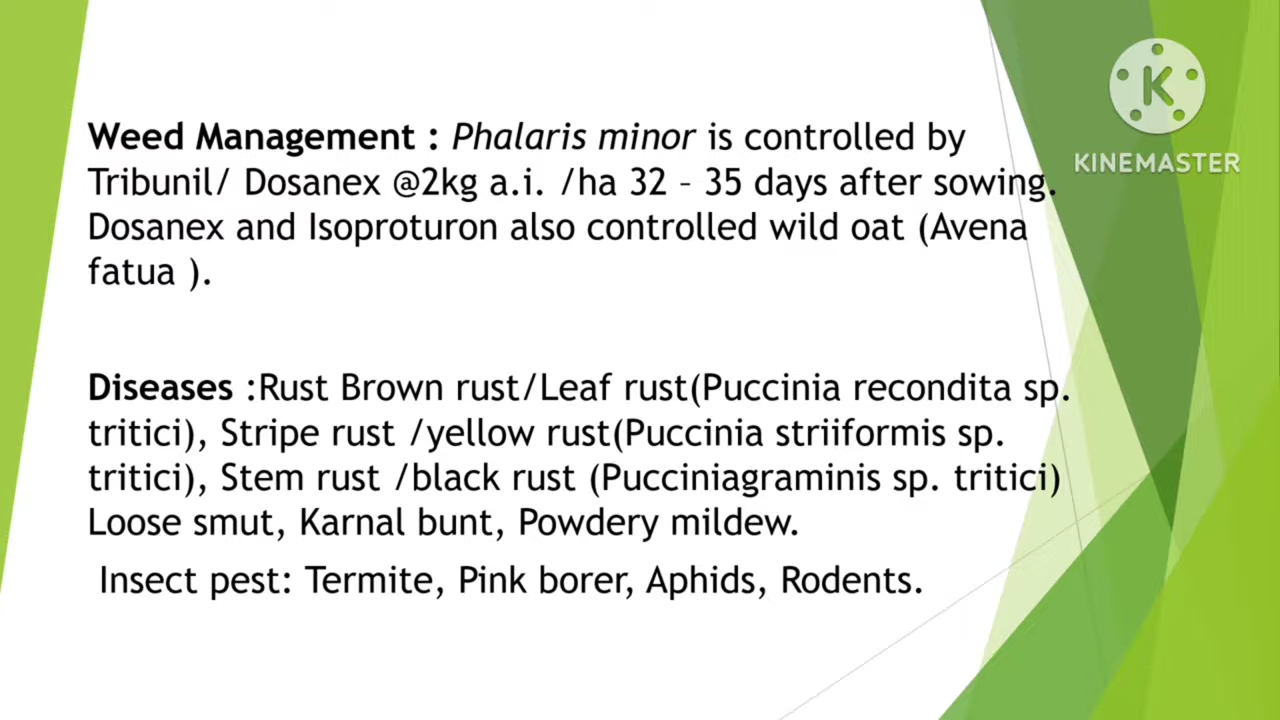 K
KINEMASTER
Weed Management : Phalaris minor is controlled by
Tribunil/ Dosanex @2kg a.i. /ha 32 – 35 days after sowing.
Dosanex and Isoproturon also controlled wild oat (Avena
fatua ).
Diseases :Rust Brown rust/Leaf rust(Puccinia recondita sp.
tritici), Stripe rust /yellow rust(Puccinia striiformis sp.
tritici), Stem rust /black rust (Pucciniagraminis sp. tritici)
Loose smut, Karnal bunt, Powdery mildew.
Insect pest: Termite, Pink borer, Aphids, Rodents.